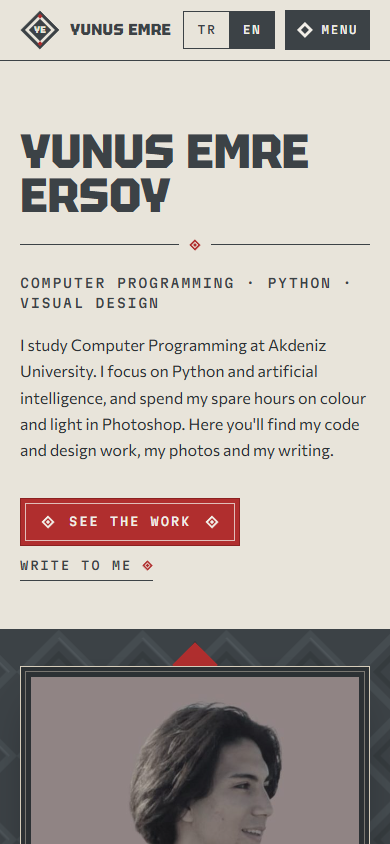 YE
YUNUS EMRE
TR
EN
MENU
YUNUS EMRE
ERSOY
COMPUTER PROGRAMMING · PYTHON ·
VISUAL DESIGN
I study Computer Programming at Akdeniz
University. I focus on Python and artificial
intelligence, and spend my spare hours on colour
and light in Photoshop. Here you'll find my code
and design work, my photos and my writing.
SEE THE WORK
WRITE TO ME